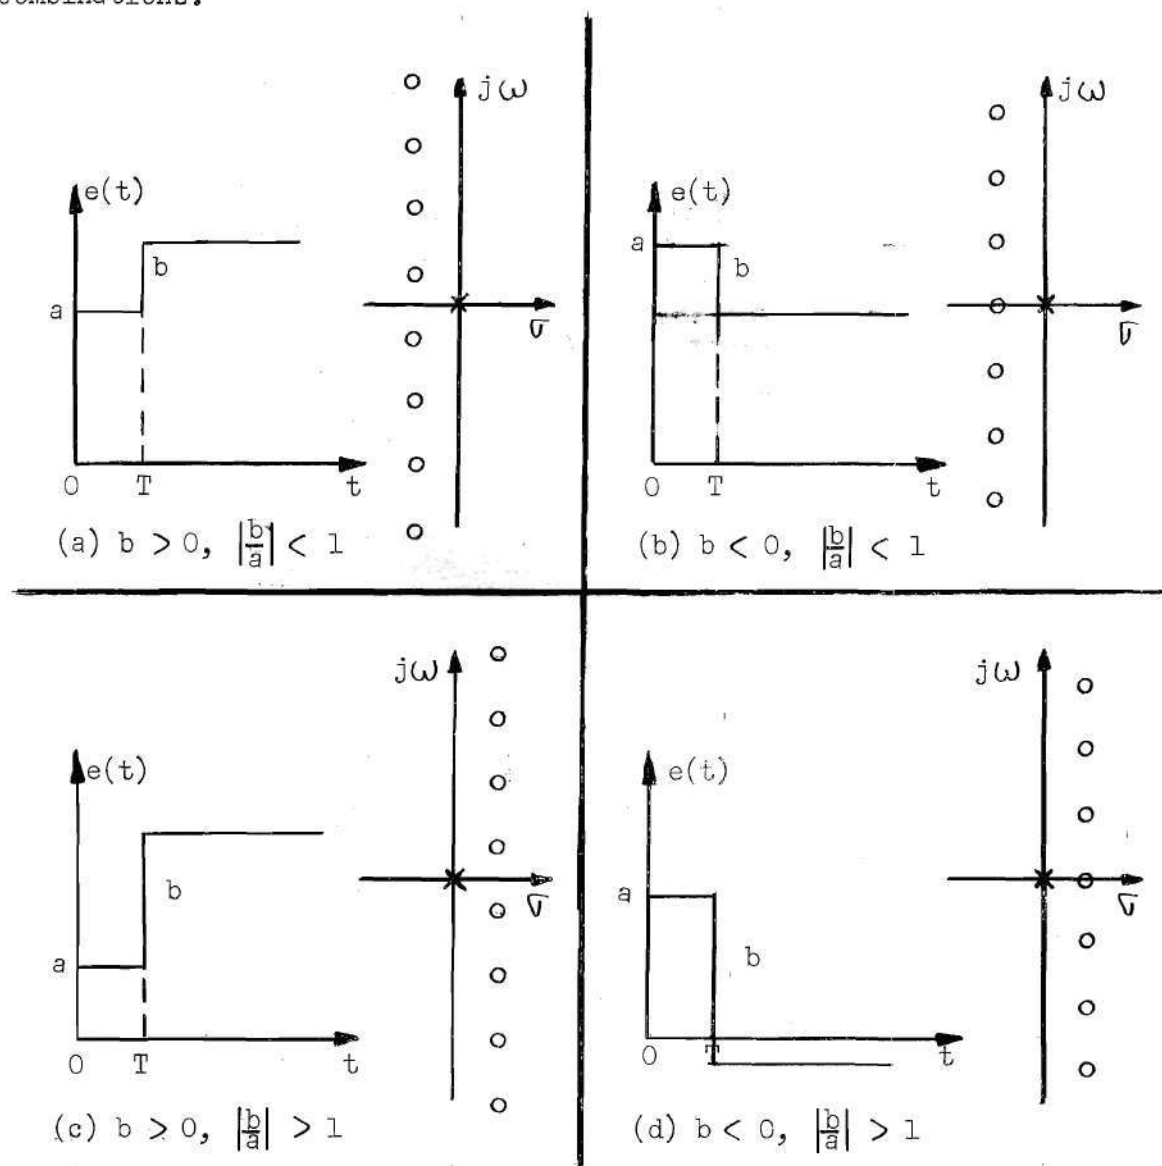 combinations.
jω
e(t)
b
a
σ
0 T t
(a) b > 0, |b/a| < 1
jω
e(t)
a
b
σ
0 T t
(b) b < 0, |b/a| < 1
jω
e(t)
b
σ
a
0 T t
(c) b > 0, |b/a| > 1
jω
e(t)
a
σ
b
0 T t
(d) b < 0, |b/a| > 1